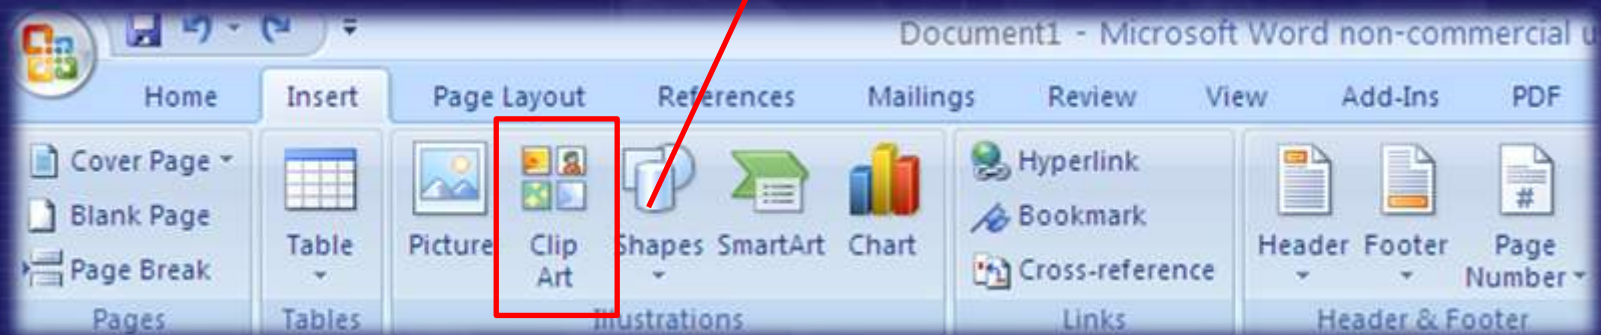 Document1 - Microsoft Word non-commercial
Home Insert Page Layout References Mailings Review View Add-Ins PDF
Cover Page
Blank Page
Page Break
Pages
Table
Tables
Picture
Clip
Art
Shapes
SmartArt
Chart
Illustrations
Hyperlink
Bookmark
Cross-reference
Links
Header
Footer
#
Page
Number
Header & Footer